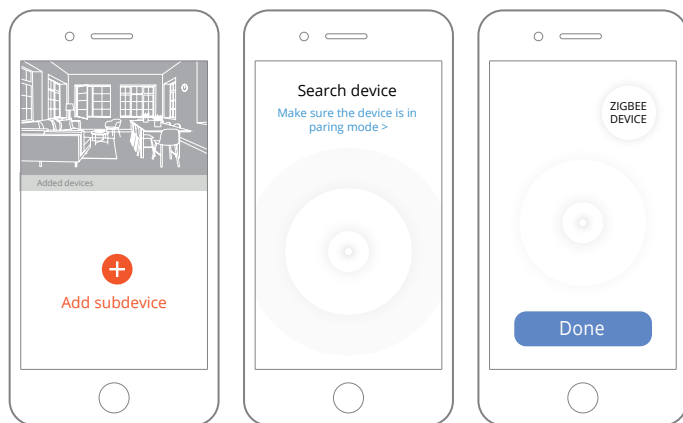 Added devices
Add subdevice
Search device
Make sure the device is in
paring mode >
ZIGBEE
DEVICE
Done